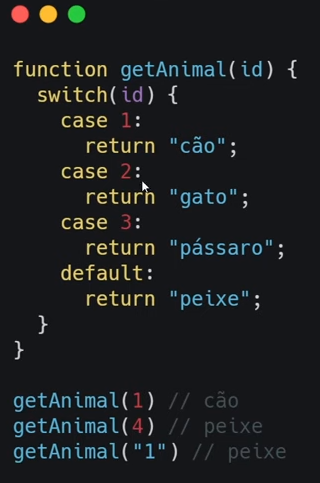 function getAnimal(id) {
  switch(id) {
    case 1:
      return "cão";
    case 2:
      return "gato";
    case 3:
      return "pássaro";
    default:
      return "peixe";
  }
}

getAnimal(1) // cão
getAnimal(4) // peixe
getAnimal("1") // peixe